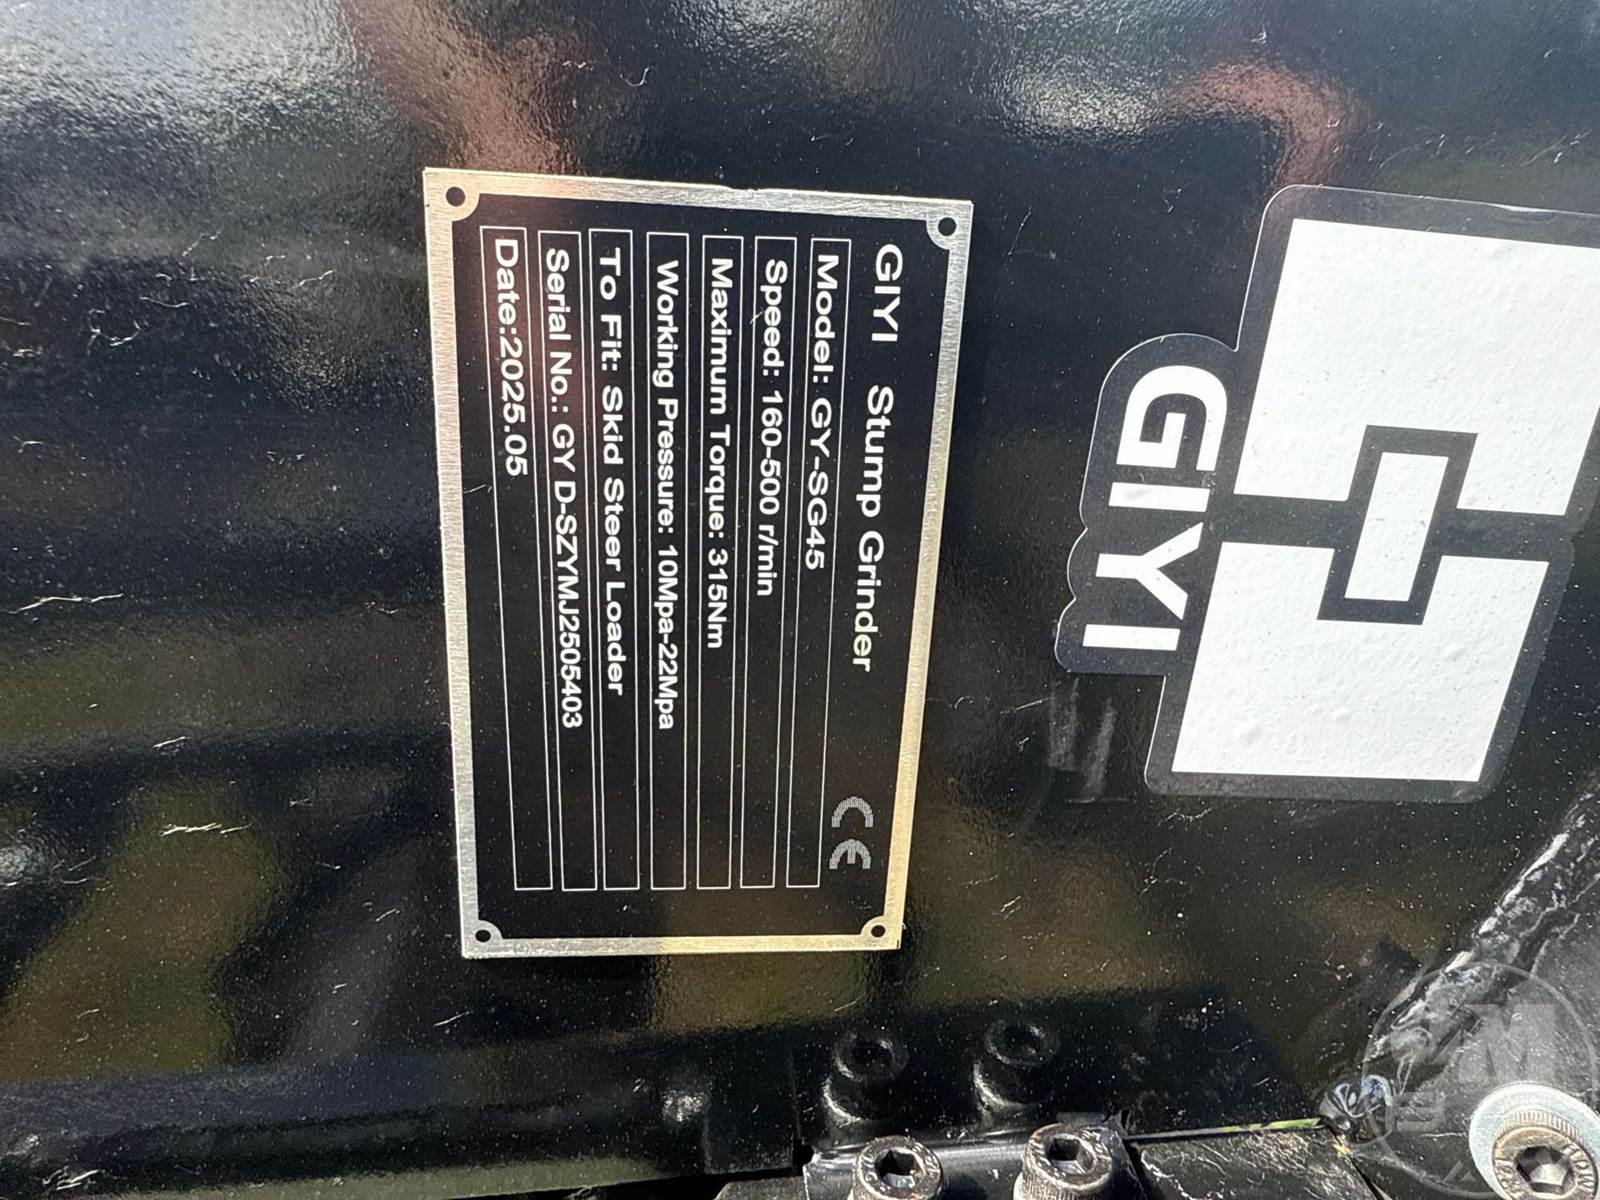 GIYI Stump Grinder
Model: GY-SG45
Speed: 160-500 r/min
Maximum Torque: 315Nm
Working Pressure: 10Mpa-22Mpa
To Fit: Skid Steer Loader
Serial No.: GY D-SZYMJ2505403
Date:2025.05
CE
GIYI